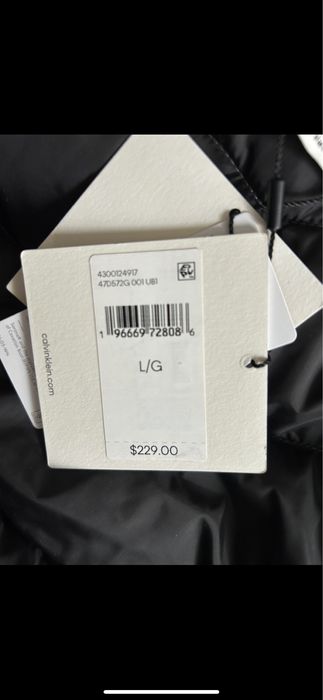 4300124917
47D572G 001 UB1
1 96669 72808 6
L/G
$229.00
calvinklein.com